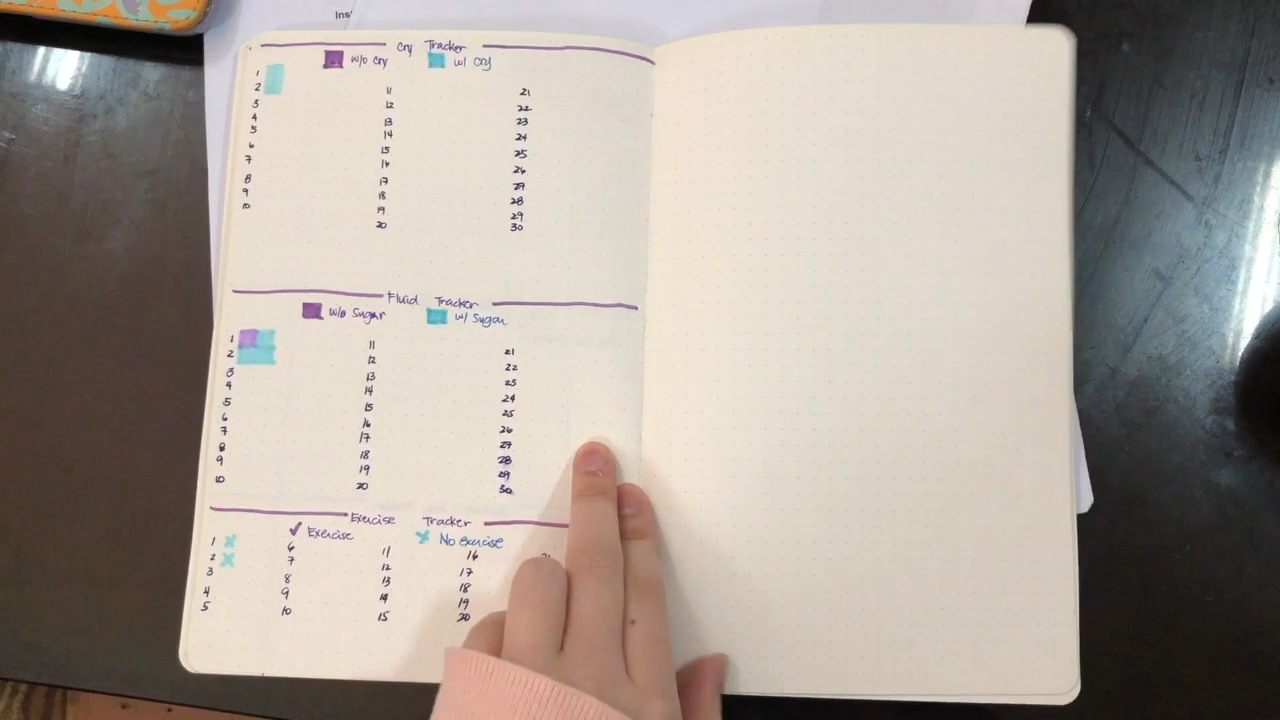 Ins
Cry Tracker
w/o cry w/ cry
1 11 21
2 12 22
3 13 23
4 14 24
5 15 25
6 16 26
7 17 27
8 18 28
9 19 29
10 20 30
Fluid Tracker
w/o Sugar w/ Sugar
1 11 21
2 12 22
3 13 23
4 14 24
5 15 25
6 16 26
7 17 27
8 18 28
9 19 29
10 20 30
Exercise Tracker
✓ Exercise x No exercise
1 x 6 11 16 21
2 x 7 12 17
3 8 13 18
4 9 14 19
5 10 15 20